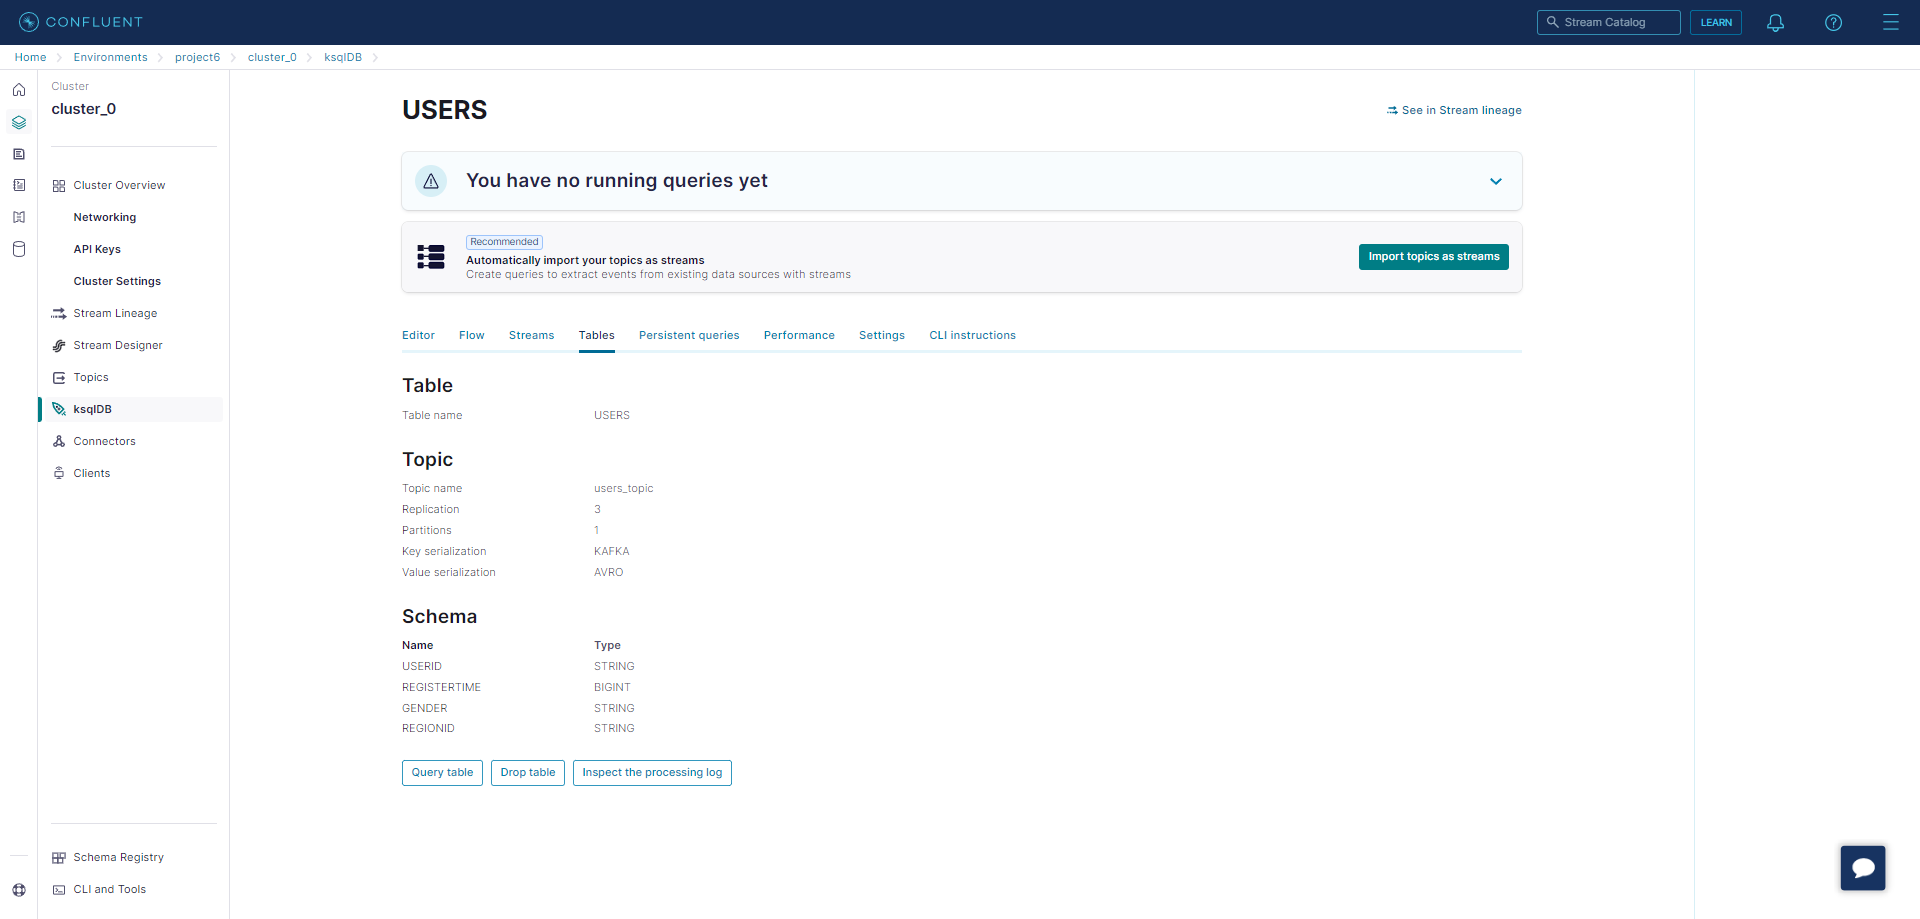 CONFLUENT
Stream Catalog
LEARN
Home
Environments
project6
cluster_0
ksqlDB
Cluster
cluster_0
Cluster Overview
Networking
API Keys
Cluster Settings
Stream Lineage
Stream Designer
Topics
ksqlDB
Connectors
Clients
Schema Registry
CLI and Tools
USERS
See in Stream lineage
You have no running queries yet
Recommended
Automatically import your topics as streams
Create queries to extract events from existing data sources with streams
Import topics as streams
Editor Flow Streams Tables Persistent queries Performance Settings CLI instructions
Table
Table name USERS
Topic
Topic name users_topic
Replication 3
Partitions 1
Key serialization KAFKA
Value serialization AVRO
Schema
Name Type
USERID STRING
REGISTERTIME BIGINT
GENDER STRING
REGIONID STRING
Query table Drop table Inspect the processing log